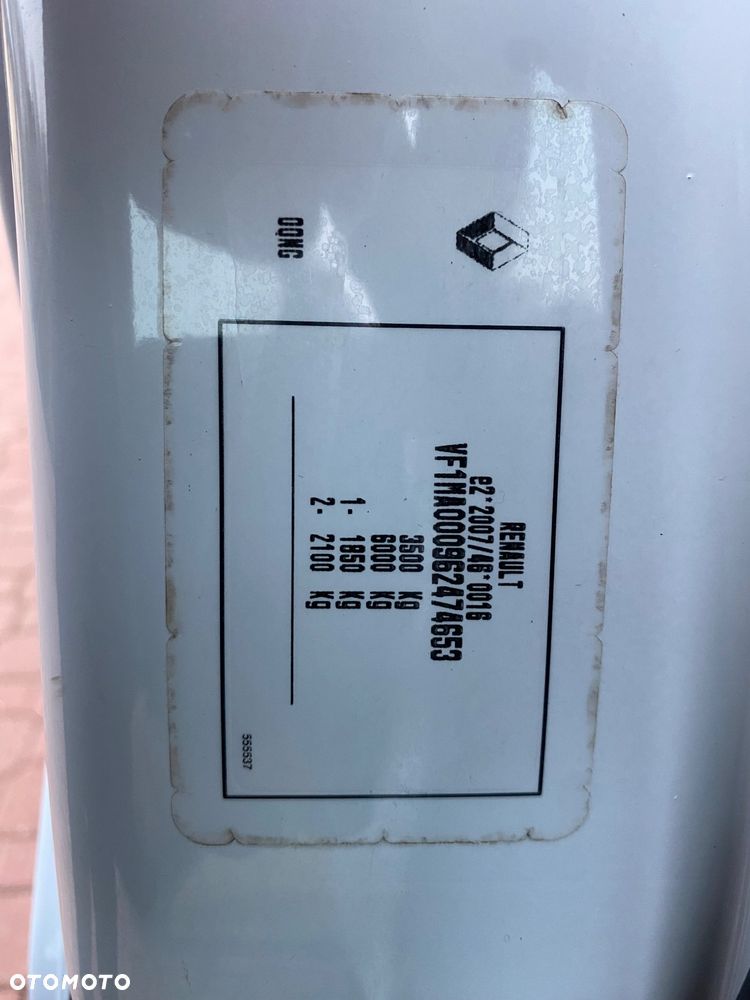 OQNC
RENAULT
e2*2007/46*0016
VF1MA000962474653
3500 kg
6000 kg
1- 1850 kg
2- 2100 kg
555537
OTOMOTO